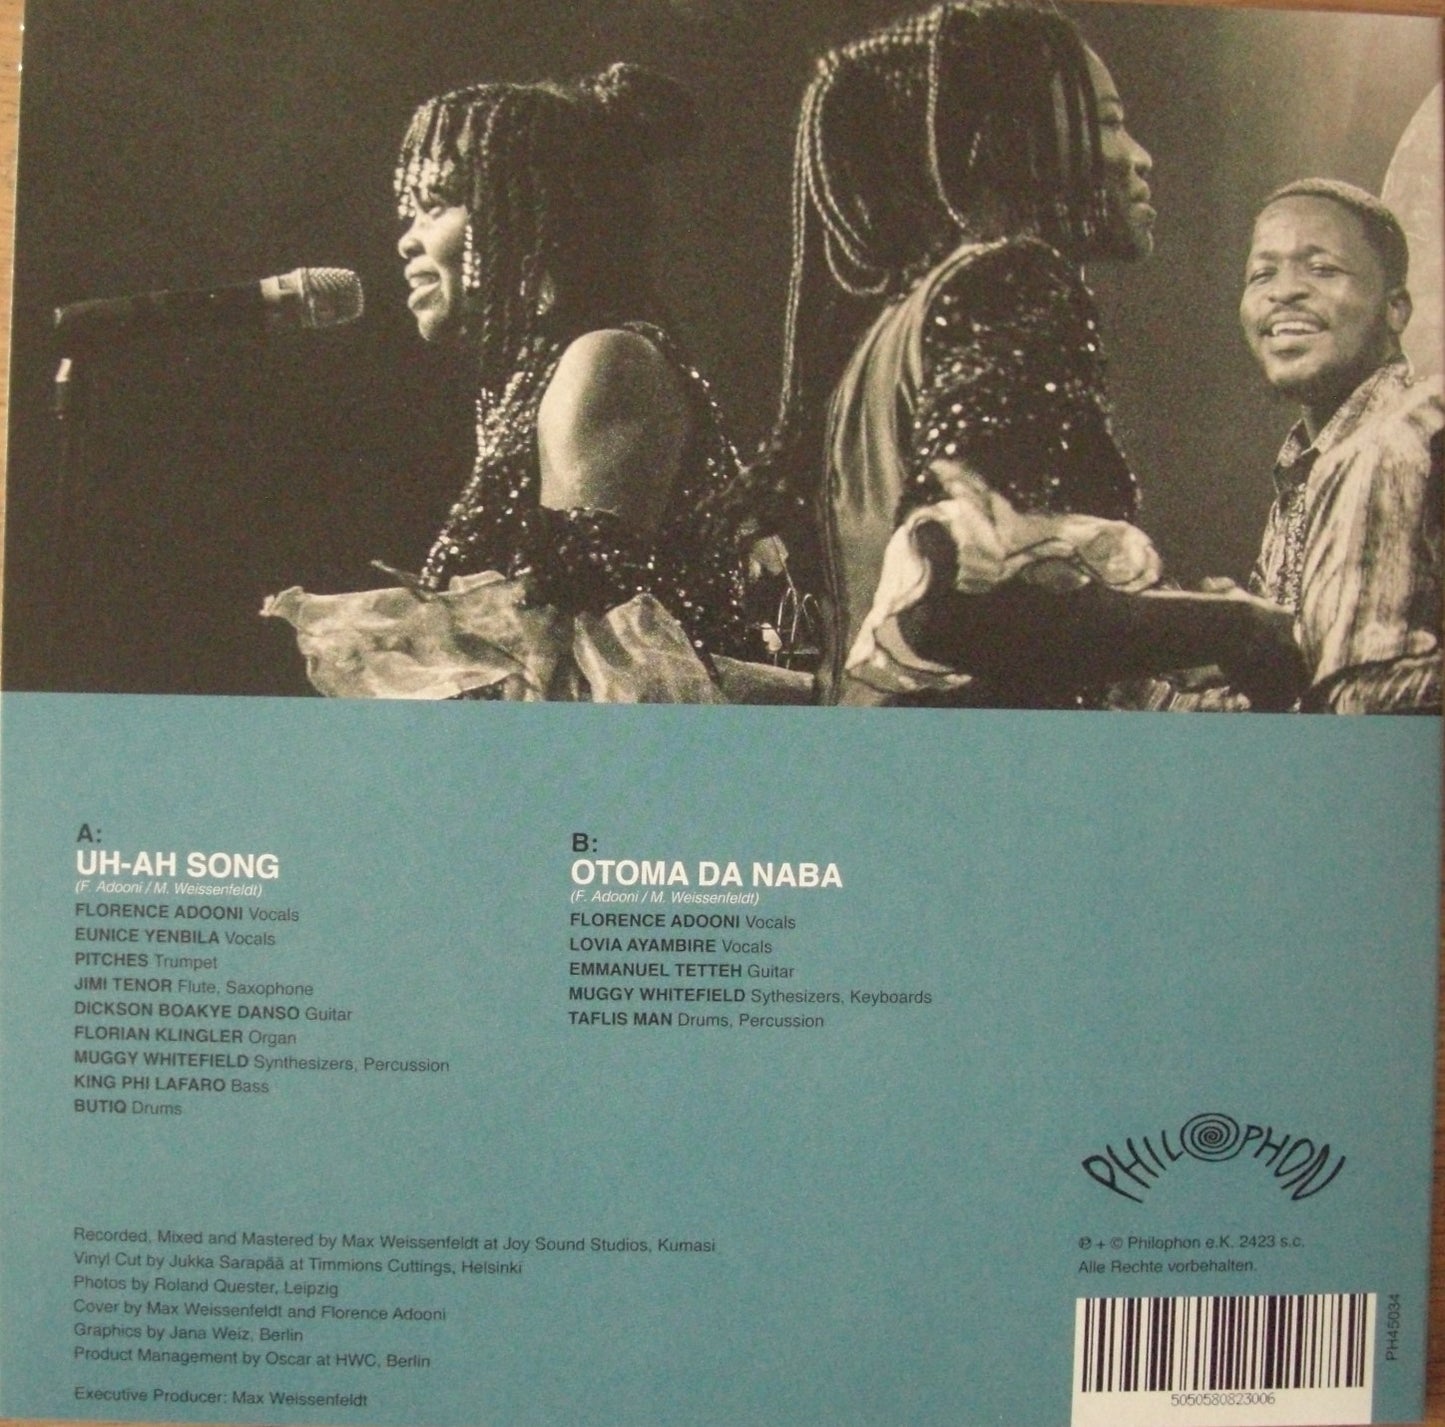 A:
UH-AH SONG
(F. Adooni / M. Weissenfeldt)
FLORENCE ADOONI Vocals
EUNICE YENBILA Vocals
PITCHES Trumpet
JIMI TENOR Flute, Saxophone
DICKSON BOAKYE DANSO Guitar
FLORIAN KLINGLER Organ
MUGGY WHITEFIELD Synthesizers, Percussion
KING PHI LAFARO Bass
BUTIQ Drums
B:
OTOMA DA NABA
(F. Adooni / M. Weissenfeldt)
FLORENCE ADOONI Vocals
LOVIA AYAMBIRE Vocals
EMMANUEL TETTEH Guitar
MUGGY WHITEFIELD Sythesizers, Keyboards
TAFLIS MAN Drums, Percussion
Recorded, Mixed and Mastered by Max Weissenfeldt at Joy Sound Studios, Kumasi
Vinyl Cut by Jukka Sarapää at Timmions Cuttings, Helsinki
Photos by Roland Quester, Leipzig
Cover by Max Weissenfeldt and Florence Adooni
Graphics by Jana Weiz, Berlin
Product Management by Oscar at HWC, Berlin
Executive Producer: Max Weissenfeldt
PHILOPHON
℗ + © Philophon e.K. 2423 s.c.
Alle Rechte vorbehalten.
5050580823006
PH45034